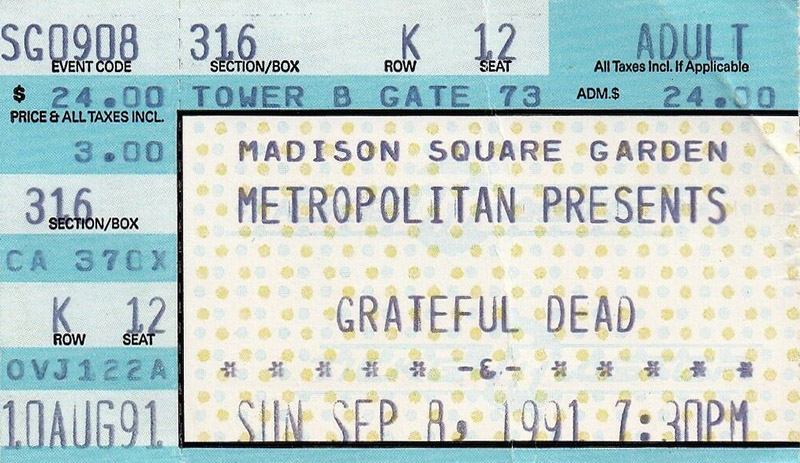 SG0908 316 K 12 ADULT
EVENT CODE SECTION/BOX ROW SEAT All Taxes Incl. If Applicable
$ 24.00 TOWER B GATE 73 ADM.$ 24.00
PRICE & ALL TAXES INCL.
3.00
316
SECTION/BOX
CA 370X
K 12
ROW SEAT
OVJ122A
10AUG91
MADISON SQUARE GARDEN
METROPOLITAN PRESENTS
GRATEFUL DEAD
* * * * * -&- * * * * *
SUN SEP 8, 1991 7:30PM